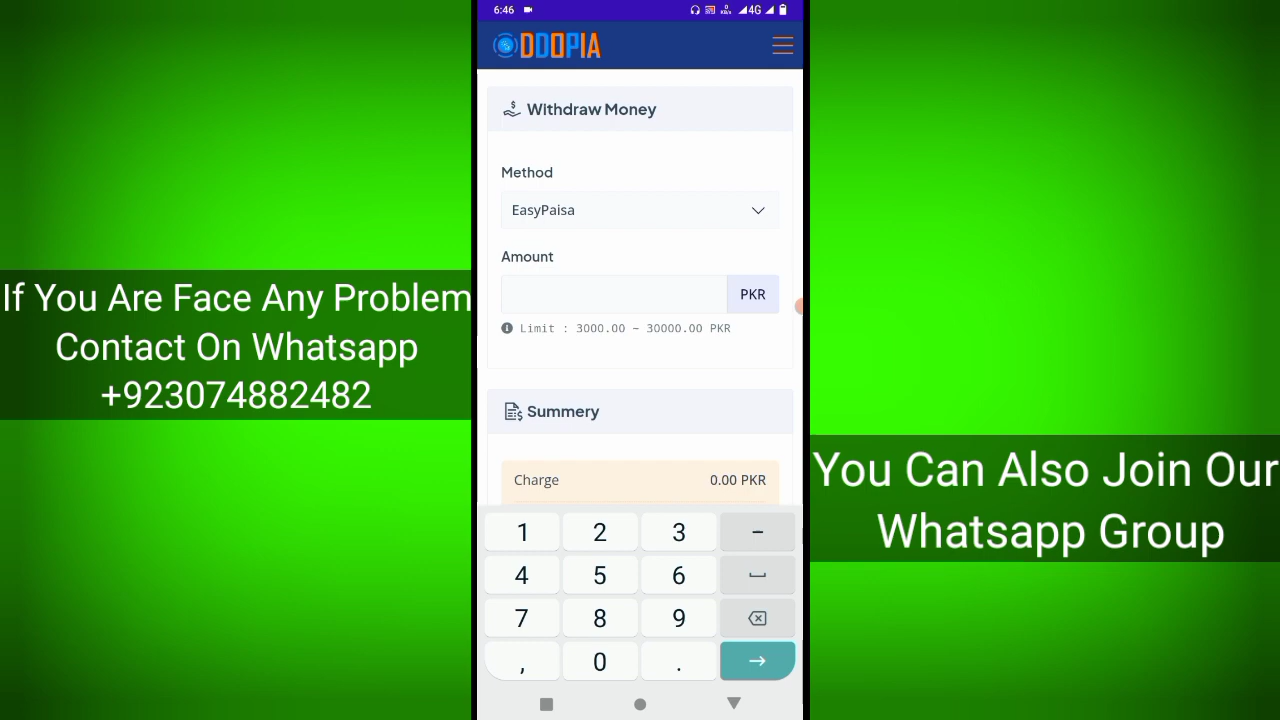 6:46
0
KB/s
4G
DDOPIA
Withdraw Money
Method
EasyPaisa
Amount
PKR
Limit : 3000.00 – 30000.00 PKR
Summery
Charge 0.00 PKR
1 2 3 –
4 5 6
7 8 9
, 0 .
If You Are Face Any Problem
Contact On Whatsapp
+923074882482
You Can Also Join Our
Whatsapp Group